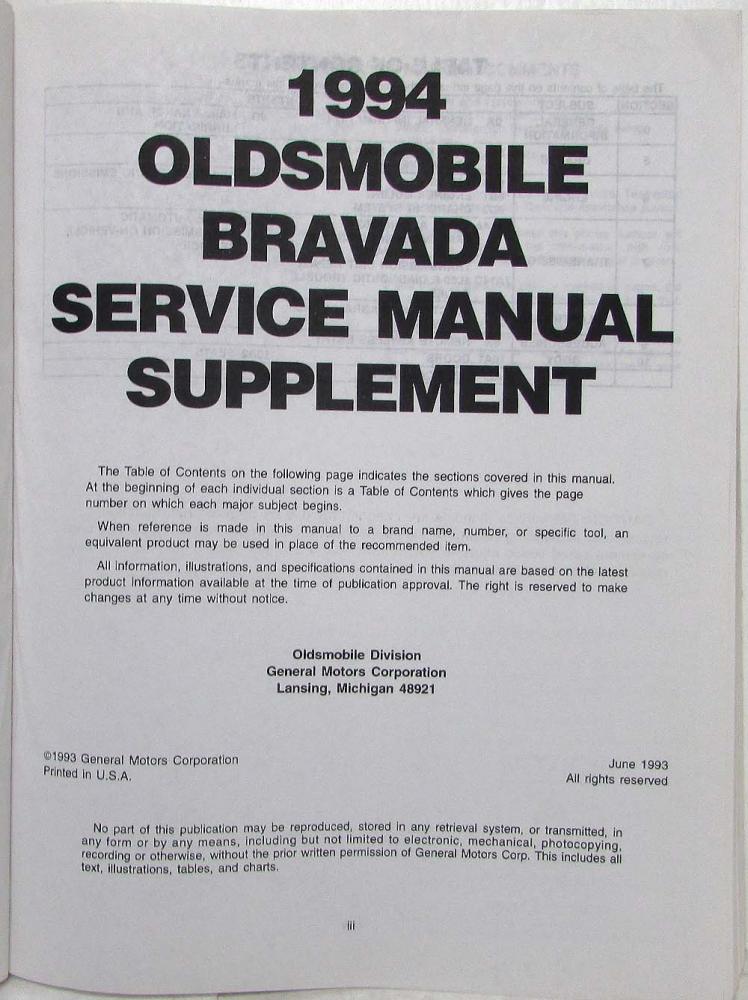 1994
OLDSMOBILE
BRAVADA
SERVICE MANUAL
SUPPLEMENT
The Table of Contents on the following page indicates the sections covered in this manual.
At the beginning of each individual section is a Table of Contents which gives the page
number on which each major subject begins.
When reference is made in this manual to a brand name, number, or specific tool, an
equivalent product may be used in place of the recommended item.
All information, illustrations, and specifications contained in this manual are based on the latest
product information available at the time of publication approval. The right is reserved to make
changes at any time without notice.
Oldsmobile Division
General Motors Corporation
Lansing, Michigan 48921
©1993 General Motors Corporation
Printed in U.S.A.
June 1993
All rights reserved
No part of this publication may be reproduced, stored in any retrieval system, or transmitted, in
any form or by any means, including but not limited to electronic, mechanical, photocopying,
recording or otherwise, without the prior written permission of General Motors Corp. This includes all
text, illustrations, tables, and charts.
iii